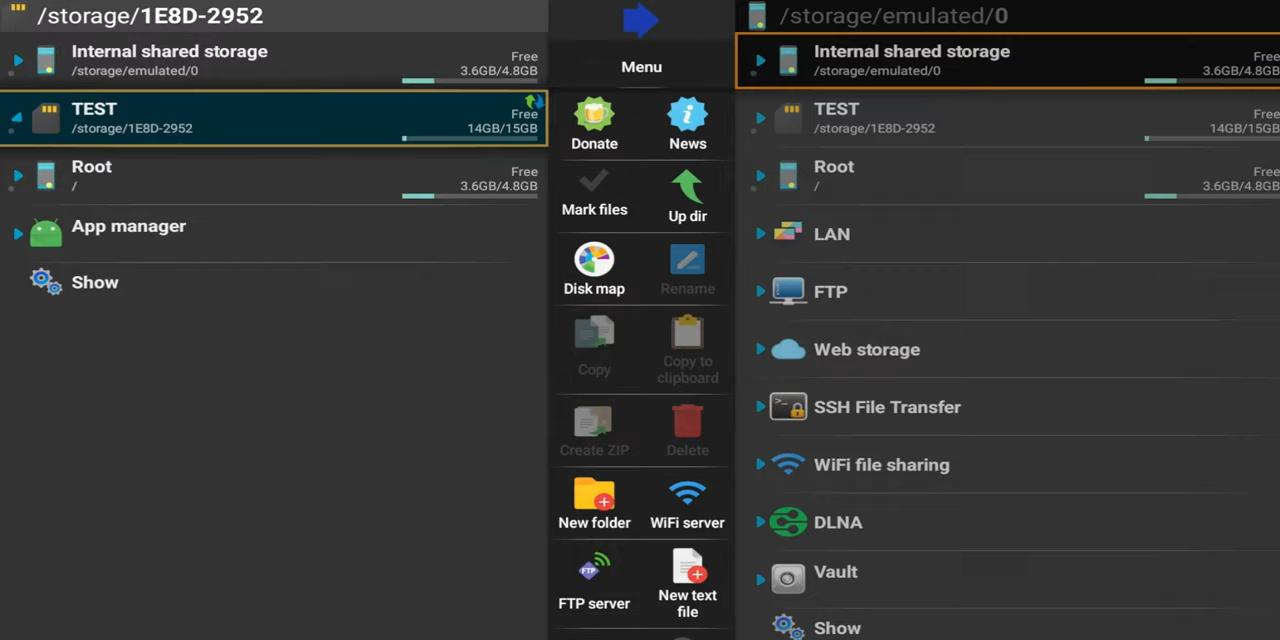 /storage/1E8D-2952
Internal shared storage
/storage/emulated/0
Free
3.6GB/4.8GB
TEST
/storage/1E8D-2952
Free
14GB/15GB
Root
/
Free
3.6GB/4.8GB
App manager
Show
Menu
Donate
News
Mark files
Up dir
Disk map
Rename
Copy
Copy to
clipboard
Create ZIP
Delete
New folder
WiFi server
FTP
FTP server
New text
file
/storage/emulated/0
Internal shared storage
/storage/emulated/0
Free
3.6GB/4.8GB
TEST
/storage/1E8D-2952
Free
14GB/15GB
Root
/
Free
3.6GB/4.8GB
LAN
FTP
Web storage
SSH File Transfer
WiFi file sharing
DLNA
Vault
Show